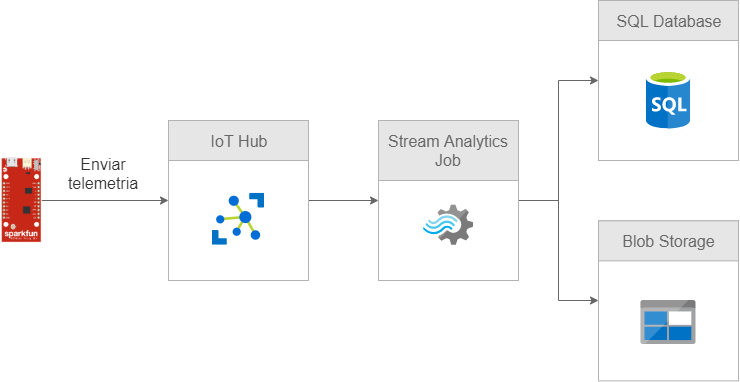 SQL Database
SQL
IoT Hub
Stream Analytics
Job
Enviar
telemetria
sparkfun
Blob Storage